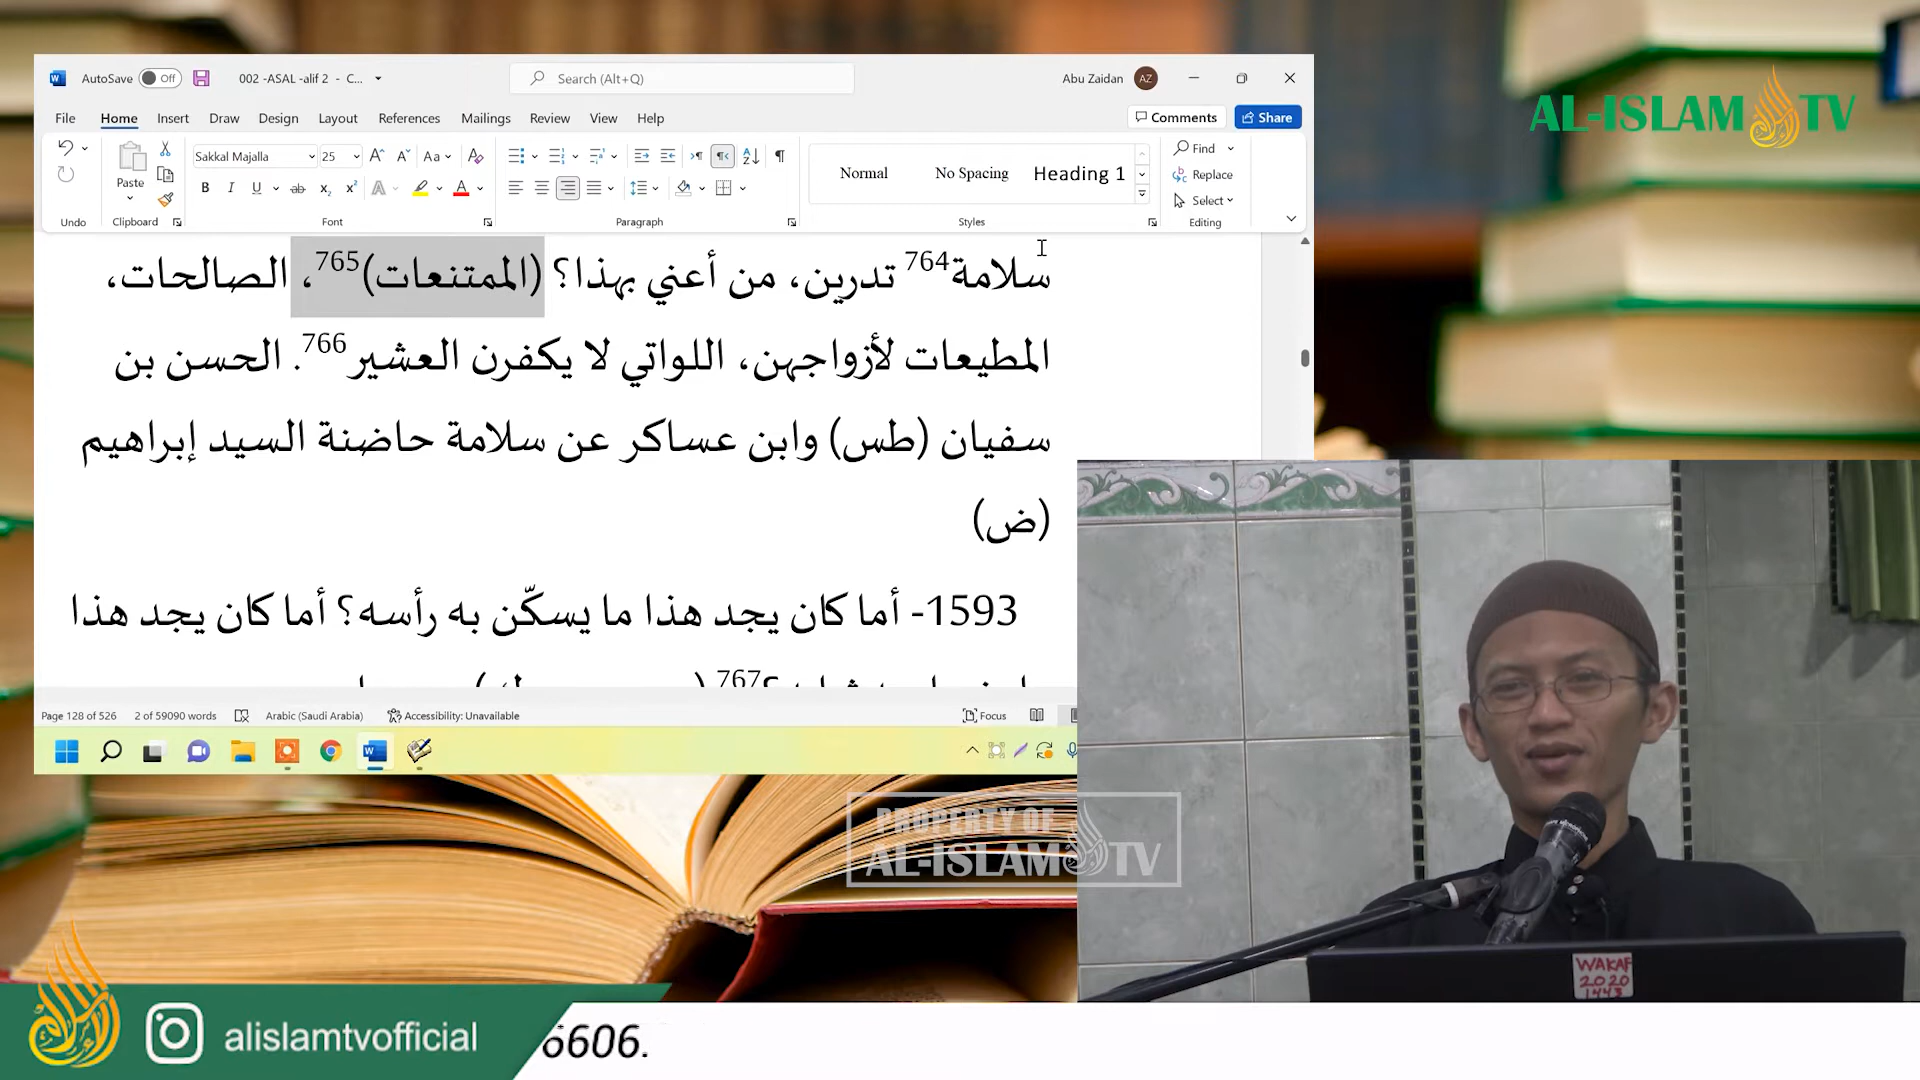 AL-ISLAM TV
AutoSave Off 002 -ASAL -alif 2 - C... Search (Alt+Q) Abu Zaidan AZ
File Home Insert Draw Design Layout References Mailings Review View Help Comments Share
Sakkal Majalla 25 Aa
Paste
Normal No Spacing Heading 1
Find
Replace
Select
Undo Clipboard Font Paragraph Styles Editing
سلامة764 تدرين، من أعني بهذا؟ (الممتنعات)765، الصالحات،
المطيعات لأزواجهن، اللواتي لا يكفرن العشير766. الحسن بن
سفيان (طس) وابن عساكر عن سلامة حاضنة السيد إبراهيم
(ض)
1593- أما كان يجد هذا ما يسكّن به رأسه؟ أما كان يجد هذا
767
Page 128 of 526 2 of 59090 words Arabic (Saudi Arabia) Accessibility: Unavailable Focus
PROPERTY OF
AL-ISLAM TV
WAKAF
2020
1443
alislamtvofficial
6606.